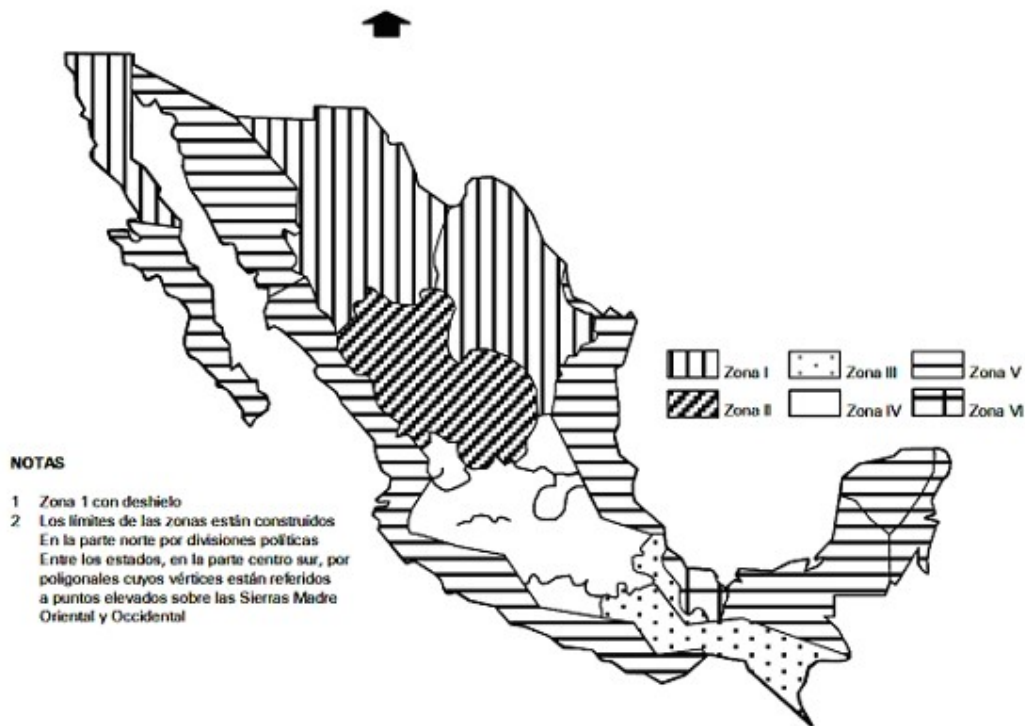 Zona I
Zona III
Zona V
Zona II
Zona IV
Zona VI
NOTAS
1 Zona 1 con deshielo
2 Los límites de las zonas están construidos
En la parte norte por divisiones políticas
Entre los estados, en la parte centro sur, por
poligonales cuyos vértices están referidos
a puntos elevados sobre las Sierras Madre
Oriental y Occidental